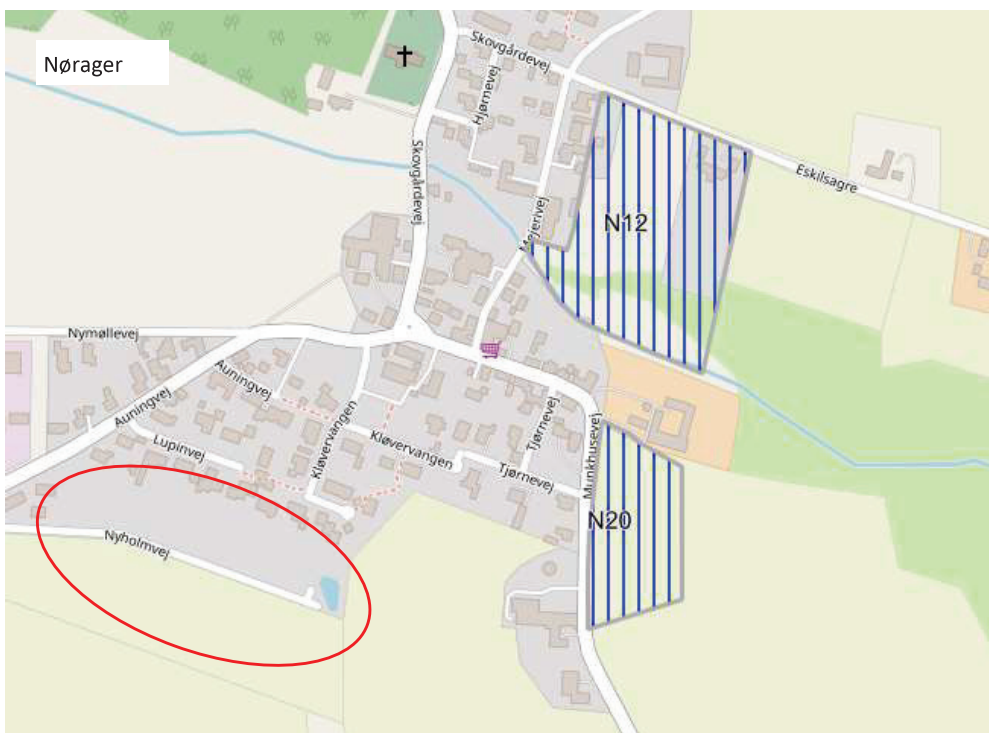 Nørager
Skovgårdevej
Hjørnevej
Skovgårdevej
Eskilsagre
Mejerivej
N12
Nymøllevej
Auningvej
Auningvej
Kløvervangen
Lupinvej
Kløvervangen
Tjørnevej
Tjørnevej
Munkhusevej
N20
Nyholmvej